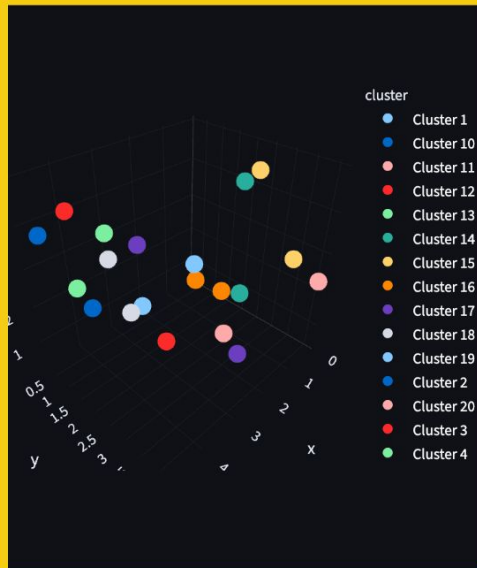 cluster
Cluster 1
Cluster 10
Cluster 11
Cluster 12
Cluster 13
Cluster 14
Cluster 15
Cluster 16
Cluster 17
Cluster 18
Cluster 19
Cluster 2
Cluster 20
Cluster 3
Cluster 4
2
1
0.5
1
1.5
2
2.5
3
y
0
1
2
3
4
x